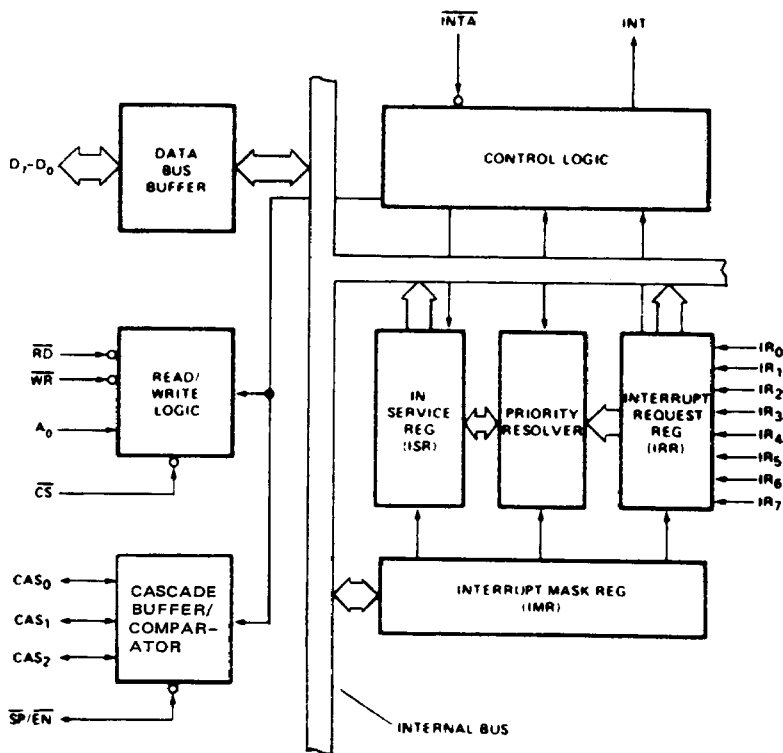 INTA
INT
DATA
BUS
BUFFER
D7-D0
CONTROL LOGIC
RD
WR
A0
CS
READ/
WRITE
LOGIC
IN
SERVICE
REG
(ISR)
PRIORITY
RESOLVER
INTERRUPT
REQUEST
REG
(IRR)
IR0
IR1
IR2
IR3
IR4
IR5
IR6
IR7
CAS0
CAS1
CAS2
SP/EN
CASCADE
BUFFER/
COMPAR-
ATOR
INTERRUPT MASK REG
(IMR)
INTERNAL BUS